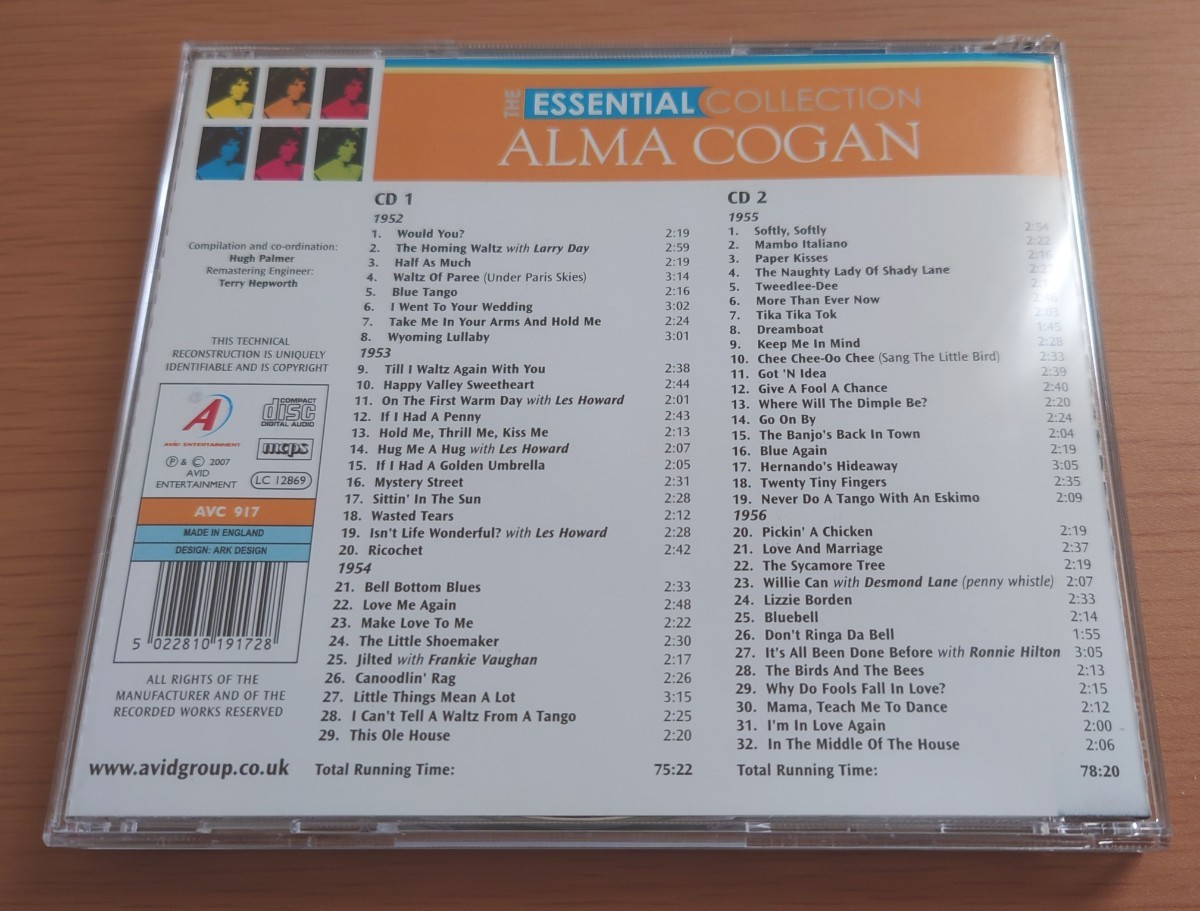 THE ESSENTIAL COLLECTION
ALMA COGAN
Compilation and co-ordination:
Hugh Palmer
Remastering Engineer:
Terry Hepworth
THIS TECHNICAL
RECONSTRUCTION IS UNIQUELY
IDENTIFIABLE AND IS COPYRIGHT
A
AVID ENTERTAINMENT
COMPACT
disc
DIGITAL AUDIO
mcps
℗ & © 2007
AVID
ENTERTAINMENT
LC 12869
AVC 917
MADE IN ENGLAND
DESIGN: ARK DESIGN
5 022810 191728
ALL RIGHTS OF THE
MANUFACTURER AND OF THE
RECORDED WORKS RESERVED
www.avidgroup.co.uk
CD 1
1952
1. Would You? 2:19
2. The Homing Waltz with Larry Day 2:59
3. Half As Much 2:19
4. Waltz Of Paree (Under Paris Skies) 3:14
5. Blue Tango 2:16
6. I Went To Your Wedding 3:02
7. Take Me In Your Arms And Hold Me 2:24
8. Wyoming Lullaby 3:01
1953
9. Till I Waltz Again With You 2:38
10. Happy Valley Sweetheart 2:44
11. On The First Warm Day with Les Howard 2:01
12. If I Had A Penny 2:43
13. Hold Me, Thrill Me, Kiss Me 2:13
14. Hug Me A Hug with Les Howard 2:07
15. If I Had A Golden Umbrella 2:05
16. Mystery Street 2:31
17. Sittin' In The Sun 2:28
18. Wasted Tears 2:12
19. Isn't Life Wonderful? with Les Howard 2:28
20. Ricochet 2:42
1954
21. Bell Bottom Blues 2:33
22. Love Me Again 2:48
23. Make Love To Me 2:22
24. The Little Shoemaker 2:30
25. Jilted with Frankie Vaughan 2:17
26. Canoodlin' Rag 2:26
27. Little Things Mean A Lot 3:15
28. I Can't Tell A Waltz From A Tango 2:25
29. This Ole House 2:20
Total Running Time: 75:22
CD 2
1955
1. Softly, Softly 2:54
2. Mambo Italiano 2:22
3. Paper Kisses 2:16
4. The Naughty Lady Of Shady Lane
5. Tweedlee-Dee
6. More Than Ever Now
7. Tika Tika Tok 2:03
8. Dreamboat 1:45
9. Keep Me In Mind 2:28
10. Chee Chee-Oo Chee (Sang The Little Bird) 2:33
11. Got 'N Idea 2:39
12. Give A Fool A Chance 2:40
13. Where Will The Dimple Be? 2:20
14. Go On By 2:24
15. The Banjo's Back In Town 2:04
16. Blue Again 2:19
17. Hernando's Hideaway 3:05
18. Twenty Tiny Fingers 2:35
19. Never Do A Tango With An Eskimo 2:09
1956
20. Pickin' A Chicken 2:19
21. Love And Marriage 2:37
22. The Sycamore Tree 2:19
23. Willie Can with Desmond Lane (penny whistle) 2:07
24. Lizzie Borden 2:33
25. Bluebell 2:14
26. Don't Ringa Da Bell 1:55
27. It's All Been Done Before with Ronnie Hilton 3:05
28. The Birds And The Bees 2:13
29. Why Do Fools Fall In Love? 2:15
30. Mama, Teach Me To Dance 2:12
31. I'm In Love Again 2:00
32. In The Middle Of The House 2:06
Total Running Time: 78:20